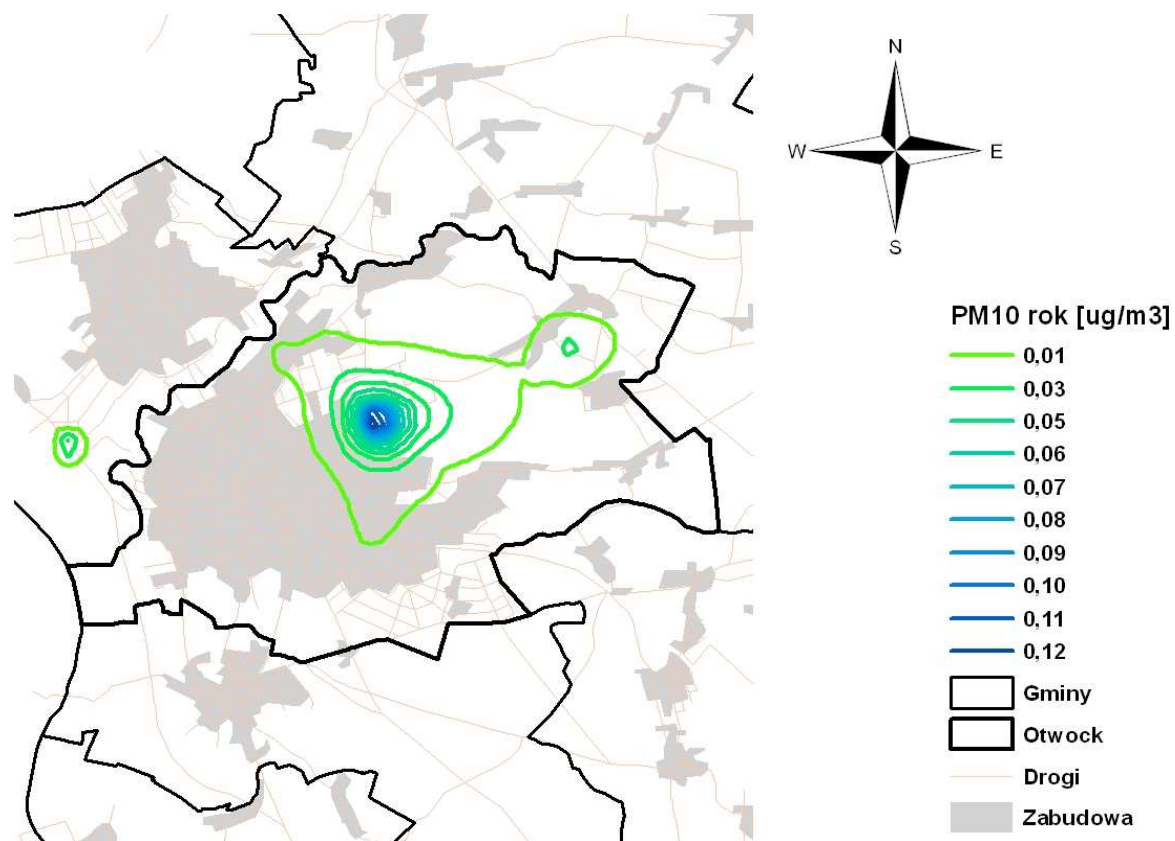 N
W E
S
PM10 rok [ug/m3]
0,01
0,03
0,05
0,06
0,07
0,08
0,09
0,10
0,11
0,12
Gminy
Otwock
Drogi
Zabudowa